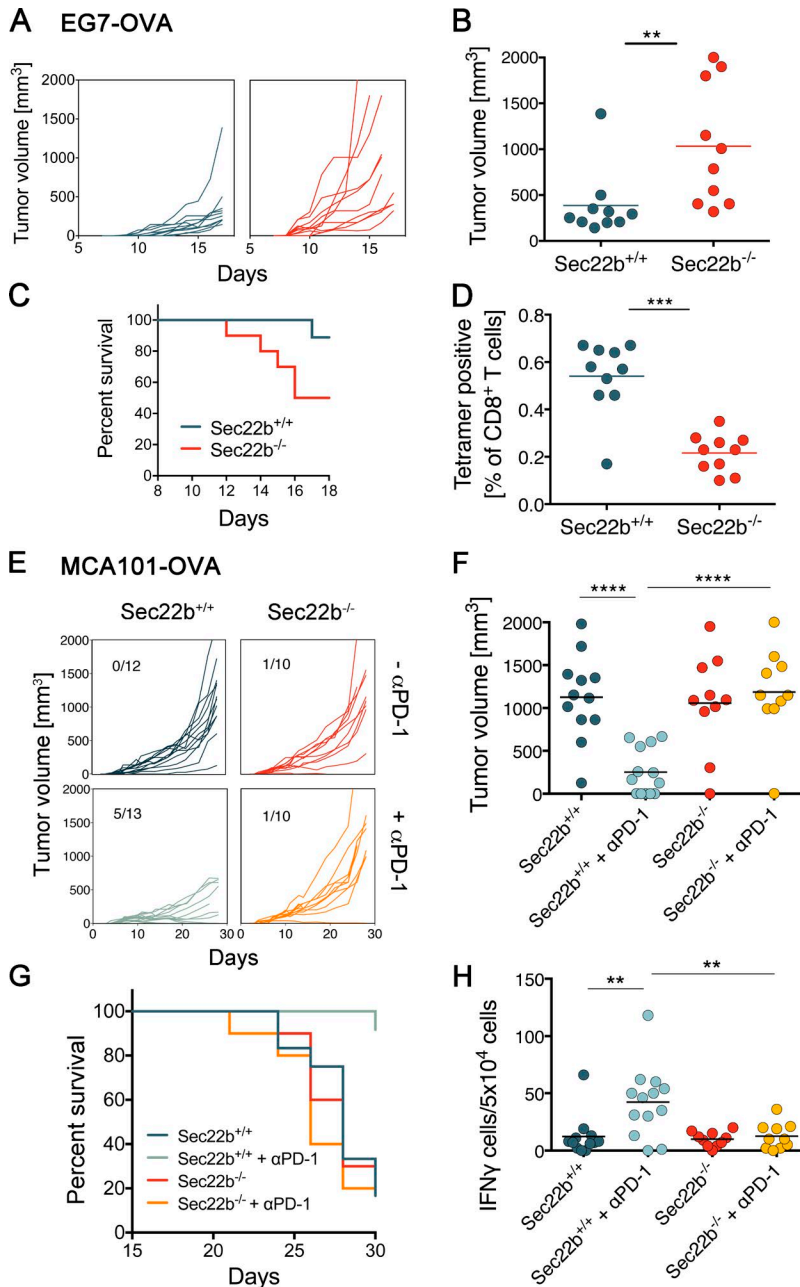 A EG7-OVA
Tumor volume [mm³]
2000
1500
1000
500
0
5 10 15
5 10 15
Days
B
**
Tumor volume [mm³]
2000
1500
1000
500
0
Sec22b+/+ Sec22b-/-
C
Percent survival
100
80
60
40
20
0
Sec22b+/+
Sec22b-/-
8 10 12 14 16 18
Days
D
***
Tetramer positive
[% of CD8+ T cells]
0.8
0.6
0.4
0.2
0.0
Sec22b+/+ Sec22b-/-
E MCA101-OVA
Sec22b+/+ Sec22b-/-
Tumor volume [mm³]
2000
1500
1000
500
0
0/12
1/10
- αPD-1
2000
1500
1000
500
0
5/13
1/10
+ αPD-1
0 10 20 30
0 10 20 30
Days
F
**** ****
Tumor volume [mm³]
2000
1500
1000
500
0
Sec22b+/+
Sec22b+/+ + αPD-1
Sec22b-/-
Sec22b-/- + αPD-1
G
Percent survival
100
80
60
40
20
0
Sec22b+/+
Sec22b+/+ + αPD-1
Sec22b-/-
Sec22b-/- + αPD-1
15 20 25 30
Days
H
** **
IFNγ cells/5x10⁴ cells
150
100
50
0
Sec22b+/+
Sec22b+/+ + αPD-1
Sec22b-/-
Sec22b-/- + αPD-1